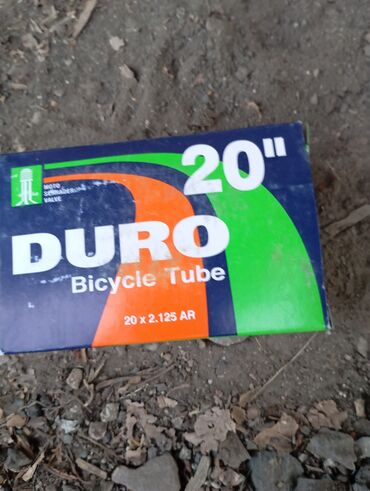 20"
MOTO
SCHRADER
VALVE
DURO
Bicycle Tube
20 x 2.125 AR